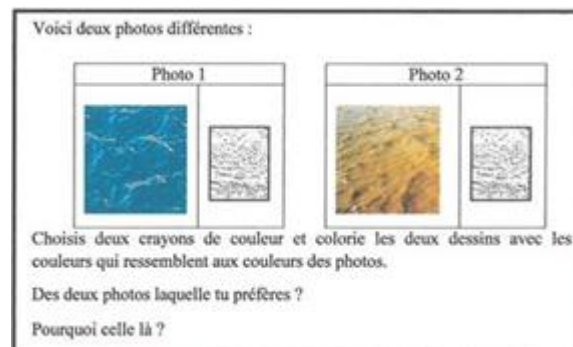 Voici deux photos différentes :
Photo 1
Photo 2
Choisis deux crayons de couleur et colorie les deux dessins avec les
couleurs qui ressemblent aux couleurs des photos.
Des deux photos laquelle tu préfères ?
Pourquoi celle là ?